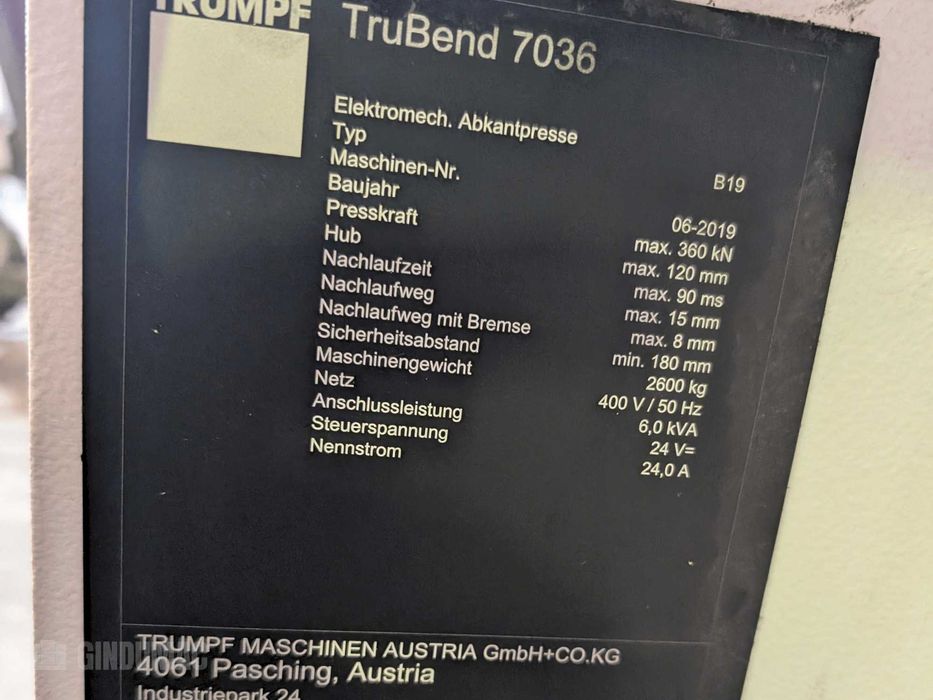 TRUMPF
TruBend 7036
Elektromech. Abkantpresse
Typ B19
Maschinen-Nr.
Baujahr 06-2019
Presskraft max. 360 kN
Hub max. 120 mm
Nachlaufzeit max. 90 ms
Nachlaufweg max. 15 mm
Nachlaufweg mit Bremse max. 8 mm
Sicherheitsabstand min. 180 mm
Maschinengewicht 2600 kg
Netz 400 V / 50 Hz
Anschlussleistung 6,0 kVA
Steuerspannung 24 V=
Nennstrom 24,0 A
TRUMPF MASCHINEN AUSTRIA GmbH+CO.KG
4061 Pasching, Austria
Industriepark 24